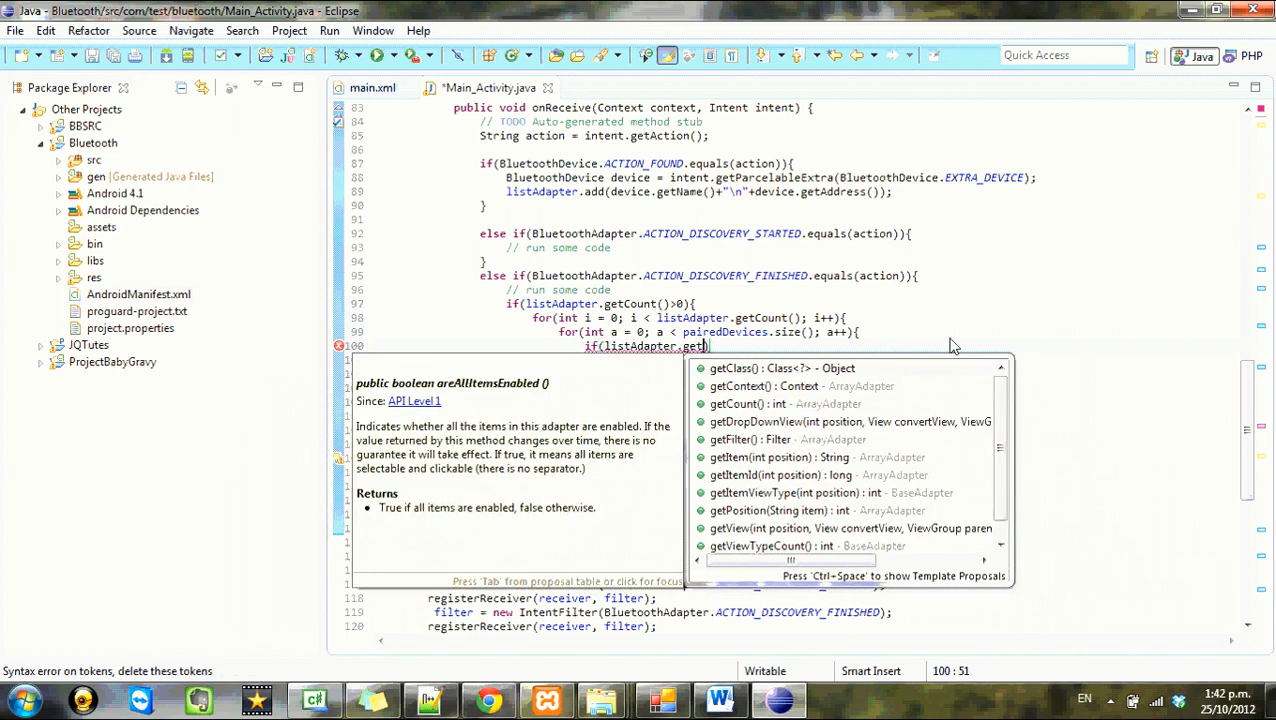 Java - Bluetooth/src/com/test/bluetooth/Main_Activity.java - Eclipse
File Edit Refactor Source Navigate Search Project Run Window Help
Quick Access
Java
PHP
Package Explorer
main.xml
*Main_Activity.java
Other Projects
BBSRC
Bluetooth
src
gen [Generated Java Files]
Android 4.1
Android Dependencies
assets
bin
libs
res
AndroidManifest.xml
proguard-project.txt
project.properties
JQTutes
ProjectBabyGravy
83 public void onReceive(Context context, Intent intent) {
84 // TODO Auto-generated method stub
85 String action = intent.getAction();
86
87 if(BluetoothDevice.ACTION_FOUND.equals(action)){
88 BluetoothDevice device = intent.getParcelableExtra(BluetoothDevice.EXTRA_DEVICE);
89 listAdapter.add(device.getName()+"\n"+device.getAddress());
90 }
91
92 else if(BluetoothAdapter.ACTION_DISCOVERY_STARTED.equals(action)){
93 // run some code
94 }
95 else if(BluetoothAdapter.ACTION_DISCOVERY_FINISHED.equals(action)){
96 // run some code
97 if(listAdapter.getCount()>0){
98 for(int i = 0; i < listAdapter.getCount(); i++){
99 for(int a = 0; a < pairedDevices.size(); a++){
100 if(listAdapter.get)
public boolean areAllItemsEnabled ()
Since: API Level 1
Indicates whether all the items in this adapter are enabled. If the
value returned by this method changes over time, there is no
guarantee it will take effect. If true, it means all items are
selectable and clickable (there is no separator.)
Returns
• True if all items are enabled, false otherwise.
Press 'Tab' from proposal table or click for focus
getClass() : Class<?> - Object
getContext() : Context - ArrayAdapter
getCount() : int - ArrayAdapter
getDropDownView(int position, View convertView, ViewG
getFilter() : Filter - ArrayAdapter
getItem(int position) : String - ArrayAdapter
getItemId(int position) : long - ArrayAdapter
getItemViewType(int position) : int - BaseAdapter
getPosition(String item) : int - ArrayAdapter
getView(int position, View convertView, ViewGroup paren
getViewTypeCount() : int - BaseAdapter
Press 'Ctrl+Space' to show Template Proposals
118 registerReceiver(receiver, filter);
119 filter = new IntentFilter(BluetoothAdapter.ACTION_DISCOVERY_FINISHED);
120 registerReceiver(receiver, filter);
Syntax error on tokens, delete these tokens
Writable
Smart Insert
100 : 51
EN
1:42 p.m.
25/10/2012